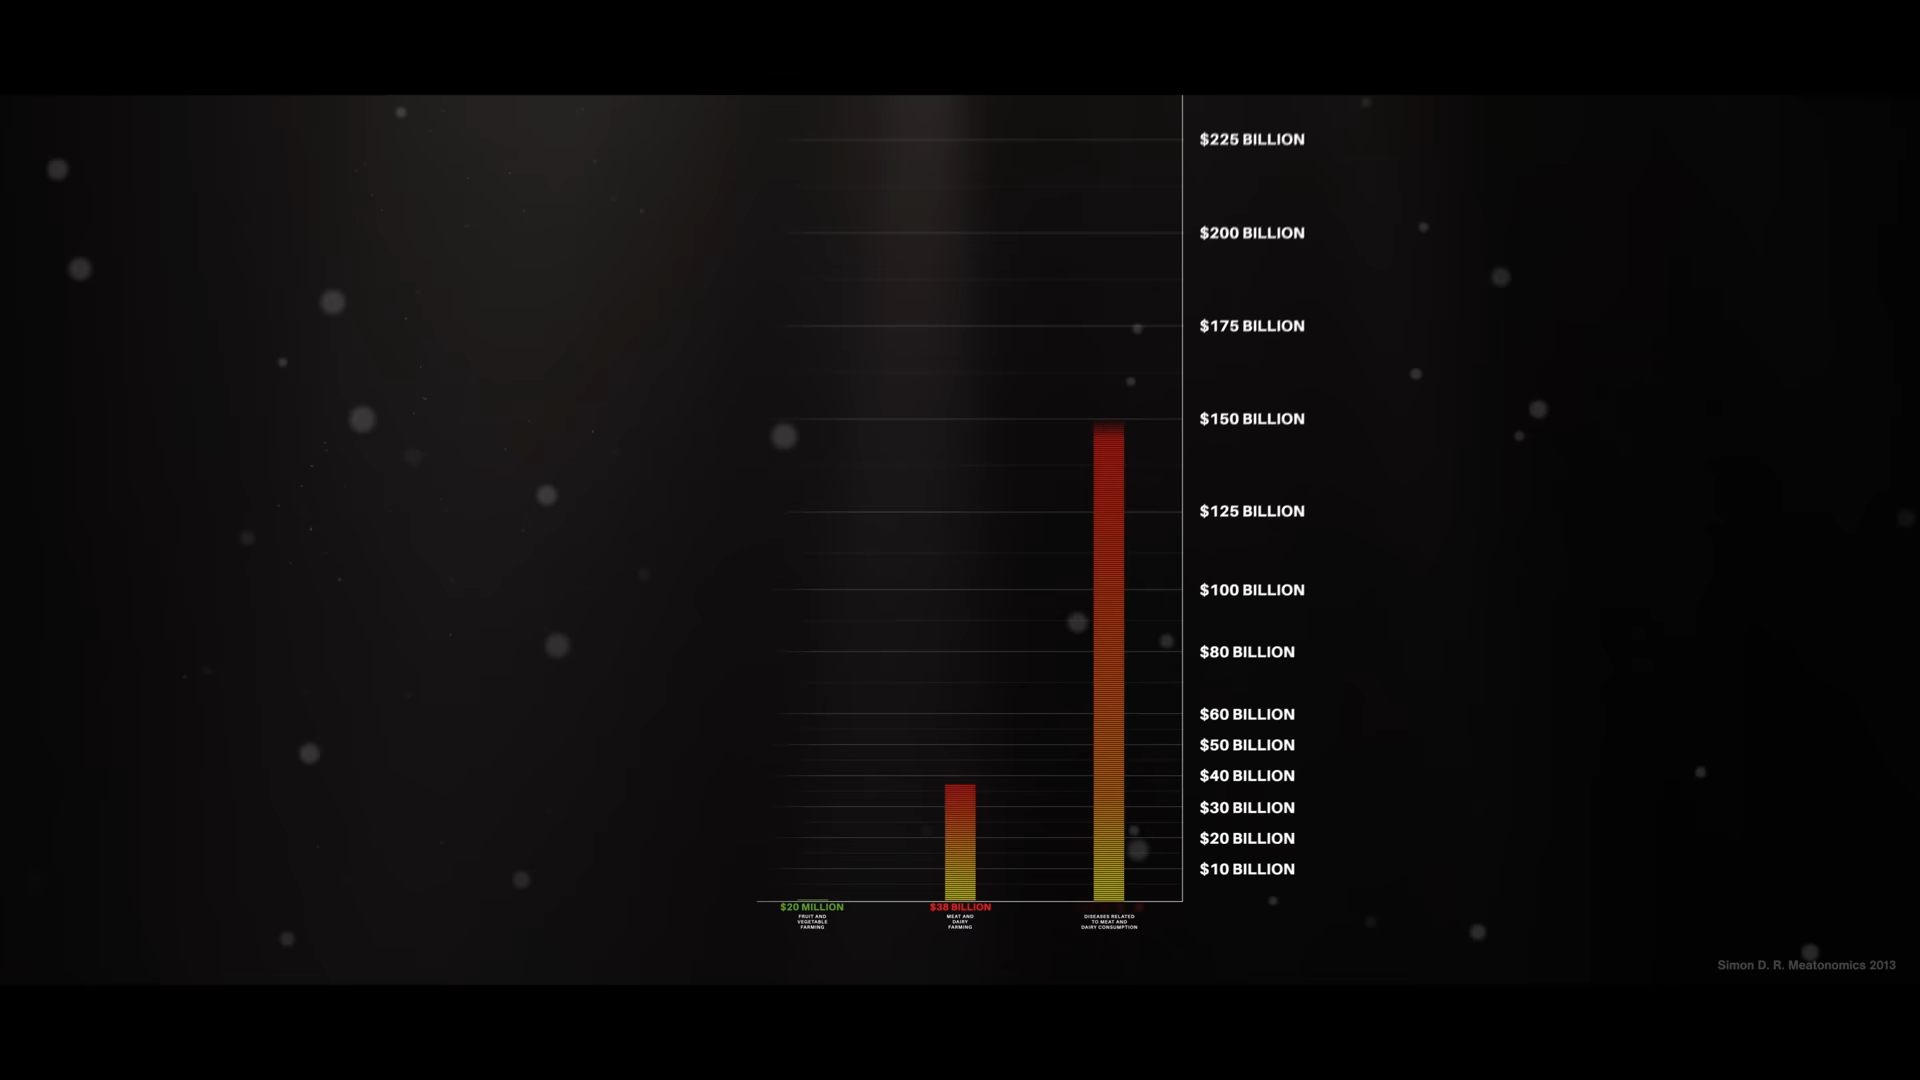 $225 BILLION
$200 BILLION
$175 BILLION
$150 BILLION
$125 BILLION
$100 BILLION
$80 BILLION
$60 BILLION
$50 BILLION
$40 BILLION
$30 BILLION
$20 BILLION
$10 BILLION
$20 MILLION
FRUIT AND
VEGETABLE
FARMING
$38 BILLION
MEAT AND
DAIRY
FARMING
DISEASES RELATED
TO MEAT AND
DAIRY CONSUMPTION
Simon D. R. Meatonomics 2013